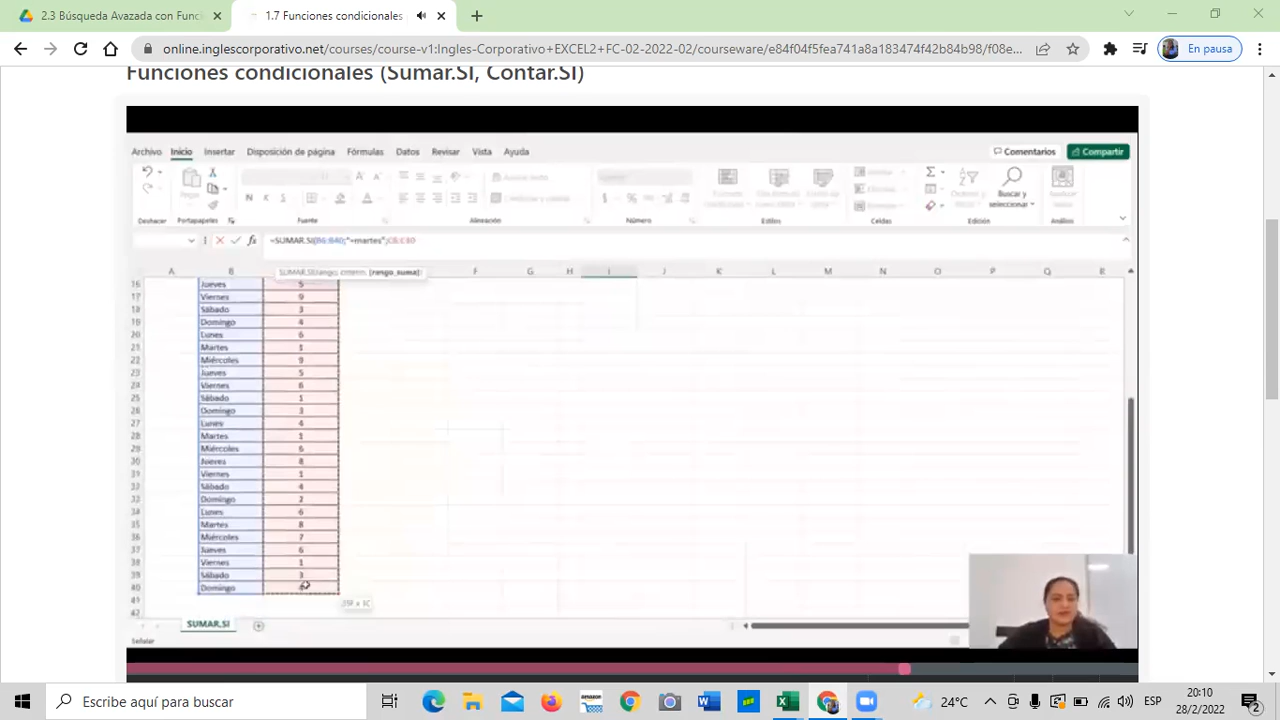 2.3 Búsqueda Avazada con Func
1.7 Funciones condicionales
online.inglescorporativo.net/courses/course-v1:Ingles-Corporativo+EXCEL2+FC-02-2022-02/courseware/e84f04f5fea741a8a183474f42b84b98/f08e...
En pausa
Funciones condicionales (Sumar.SI, Contar.SI)
Archivo Inicio Insertar Disposición de página Fórmulas Datos Revisar Vista Ayuda Comentarios Compartir
Buscar y
seleccionar
Deshacer Portapapeles Fuente Alineación Número Estilos Celdas Edición Análisis
=SUMAR.SI(B6:B40;"=martes";C6:C40
SUMAR.SI(rango; criterio; [rango_suma])
A B F G H I J K L M N O P Q R
16 Jueves 5
17 Viernes 9
18 Sábado 3
19 Domingo 4
20 Lunes 6
21 Martes 1
22 Miércoles 9
23 Jueves 5
24 Viernes 6
25 Sábado 1
26 Domingo 3
27 Lunes 4
28 Martes 1
29 Miércoles 6
30 Jueves 8
31 Viernes 1
32 Sábado 4
33 Domingo 2
34 Lunes 6
35 Martes 8
36 Miércoles 7
37 Jueves 6
38 Viernes 1
39 Sábado 3
40 Domingo
41
42
SUMAR.SI
Señalar
Escribe aquí para buscar
amazon
24°C
ESP
20:10
28/2/2022
2